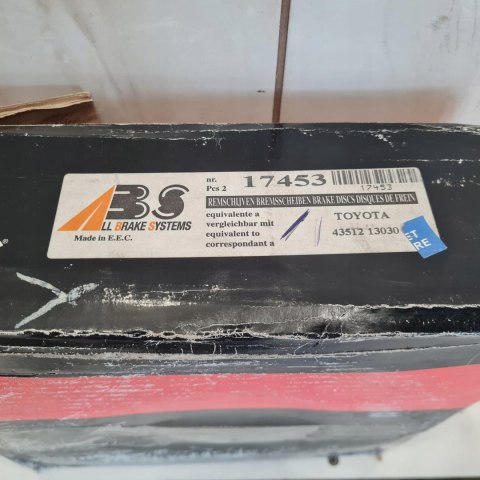 ABS
ALL BRAKE SYSTEMS
Made in E.E.C.
nr. 17453
Pcs 2
17453
REMSCHIJVEN BREMSSCHEIBEN BRAKE DISCS DISQUES DE FREIN
equivalente a
vergleichbar mit
equivalent to
correspondant a
TOYOTA
43512 13030